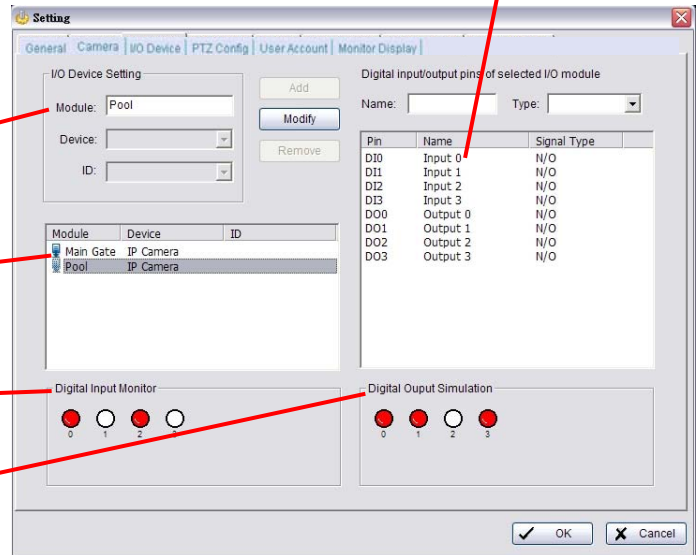 Setting
General Camera I/O Device PTZ Config User Account Monitor Display
I/O Device Setting
Module: Pool
Device:
ID:
Add
Modify
Remove
Digital input/output pins of selected I/O module
Name: Type:
Pin Name Signal Type
DI0 Input 0 N/O
DI1 Input 1 N/O
DI2 Input 2 N/O
DI3 Input 3 N/O
DO0 Output 0 N/O
DO1 Output 1 N/O
DO2 Output 2 N/O
DO3 Output 3 N/O
Module Device ID
Main Gate IP Camera
Pool IP Camera
Digital Input Monitor
0 1 2
Digital Ouput Simulation
0 1 2 3
OK Cancel